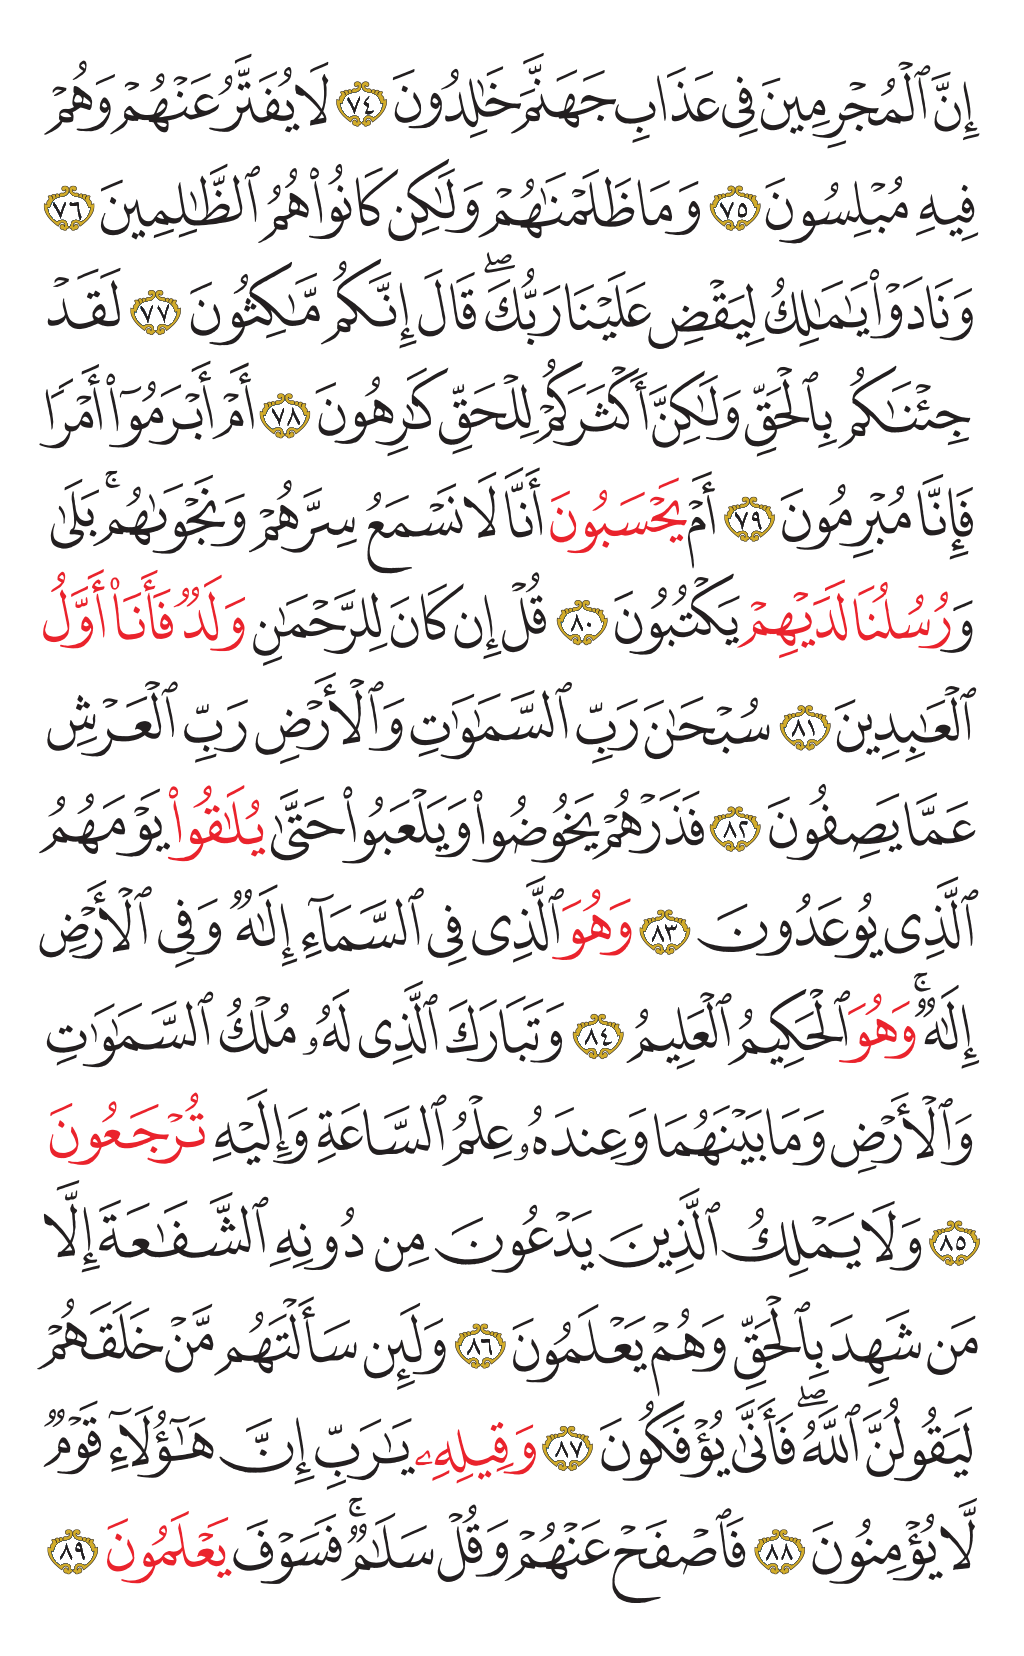 إِنَّ ٱلْمُجْرِمِينَ فِى عَذَابِ جَهَنَّمَ خَٰلِدُونَ ٧٤ لَا يُفَتَّرُ عَنْهُمْ وَهُمْ
فِيهِ مُبْلِسُونَ ٧٥ وَمَا ظَلَمْنَٰهُمْ وَلَٰكِن كَانُوا۟ هُمُ ٱلظَّٰلِمِينَ ٧٦
وَنَادَوْا۟ يَٰمَٰلِكُ لِيَقْضِ عَلَيْنَا رَبُّكَ ۖ قَالَ إِنَّكُم مَّٰكِثُونَ ٧٧ لَقَدْ
جِئْنَٰكُم بِٱلْحَقِّ وَلَٰكِنَّ أَكْثَرَكُمْ لِلْحَقِّ كَٰرِهُونَ ٧٨ أَمْ أَبْرَمُوٓا۟ أَمْرًا
فَإِنَّا مُبْرِمُونَ ٧٩ أَمْ يَحْسَبُونَ أَنَّا لَا نَسْمَعُ سِرَّهُمْ وَنَجْوَىٰهُم ۚ بَلَىٰ
وَرُسُلُنَا لَدَيْهِمْ يَكْتُبُونَ ٨٠ قُلْ إِن كَانَ لِلرَّحْمَٰنِ وَلَدٌ فَأَنَا۠ أَوَّلُ
ٱلْعَٰبِدِينَ ٨١ سُبْحَٰنَ رَبِّ ٱلسَّمَٰوَٰتِ وَٱلْأَرْضِ رَبِّ ٱلْعَرْشِ
عَمَّا يَصِفُونَ ٨٢ فَذَرْهُمْ يَخُوضُوا۟ وَيَلْعَبُوا۟ حَتَّىٰ يُلَٰقُوا۟ يَوْمَهُمُ
ٱلَّذِى يُوعَدُونَ ٨٣ وَهُوَ ٱلَّذِى فِى ٱلسَّمَآءِ إِلَٰهٌ وَفِى ٱلْأَرْضِ
إِلَٰهٌ ۚ وَهُوَ ٱلْحَكِيمُ ٱلْعَلِيمُ ٨٤ وَتَبَارَكَ ٱلَّذِى لَهُۥ مُلْكُ ٱلسَّمَٰوَٰتِ
وَٱلْأَرْضِ وَمَا بَيْنَهُمَا وَعِندَهُۥ عِلْمُ ٱلسَّاعَةِ وَإِلَيْهِ تُرْجَعُونَ
٨٥ وَلَا يَمْلِكُ ٱلَّذِينَ يَدْعُونَ مِن دُونِهِ ٱلشَّفَٰعَةَ إِلَّا
مَن شَهِدَ بِٱلْحَقِّ وَهُمْ يَعْلَمُونَ ٨٦ وَلَئِن سَأَلْتَهُم مَّنْ خَلَقَهُمْ
لَيَقُولُنَّ ٱللَّهُ ۖ فَأَنَّىٰ يُؤْفَكُونَ ٨٧ وَقِيلِهِۦ يَٰرَبِّ إِنَّ هَٰٓؤُلَآءِ قَوْمٌ
لَّا يُؤْمِنُونَ ٨٨ فَٱصْفَحْ عَنْهُمْ وَقُلْ سَلَٰمٌ ۚ فَسَوْفَ يَعْلَمُونَ ٨٩